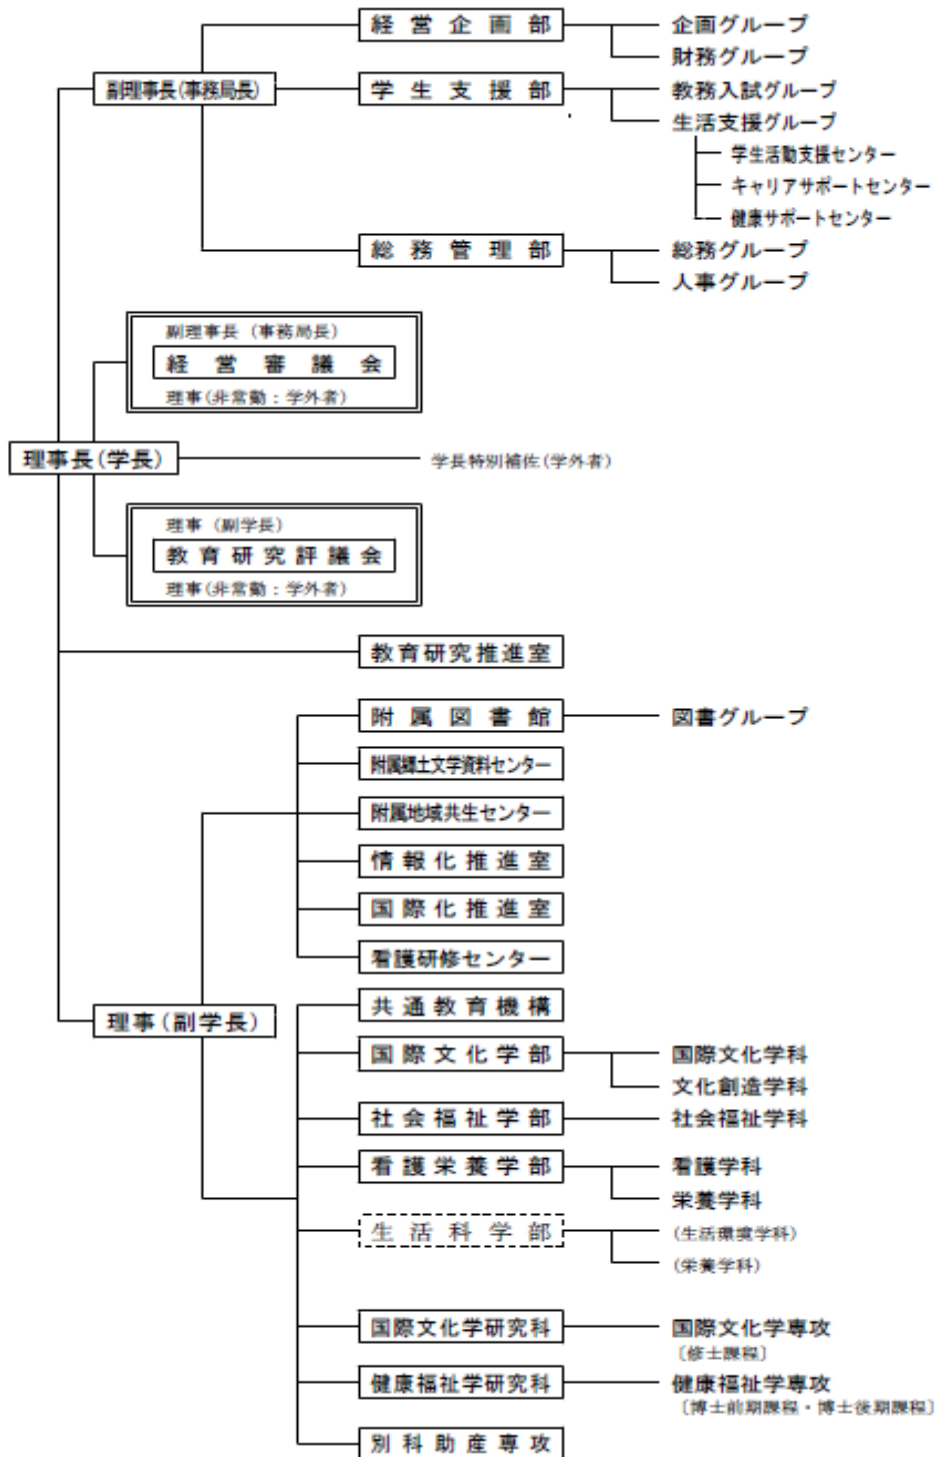 経営企画部
企画グループ
財務グループ
副理事長(事務局長)
学生支援部
教務入試グループ
生活支援グループ
学生活動支援センター
キャリアサポートセンター
健康サポートセンター
総務管理部
総務グループ
人事グループ
副理事長(事務局長)
経営審議会
理事(非常勤:学外者)
理事長(学長)
学長特別補佐(学外者)
理事(副学長)
教育研究評議会
理事(非常勤:学外者)
教育研究推進室
附属図書館
図書グループ
附属郷土文学資料センター
附属地域共生センター
情報化推進室
国際化推進室
看護研修センター
理事(副学長)
共通教育機構
国際文化学部
国際文化学科
文化創造学科
社会福祉学部
社会福祉学科
看護栄養学部
看護学科
栄養学科
生活科学部
(生活環境学科)
(栄養学科)
国際文化学研究科
国際文化学専攻
〔修士課程〕
健康福祉学研究科
健康福祉学専攻
〔博士前期課程・博士後期課程〕
別科助産専攻